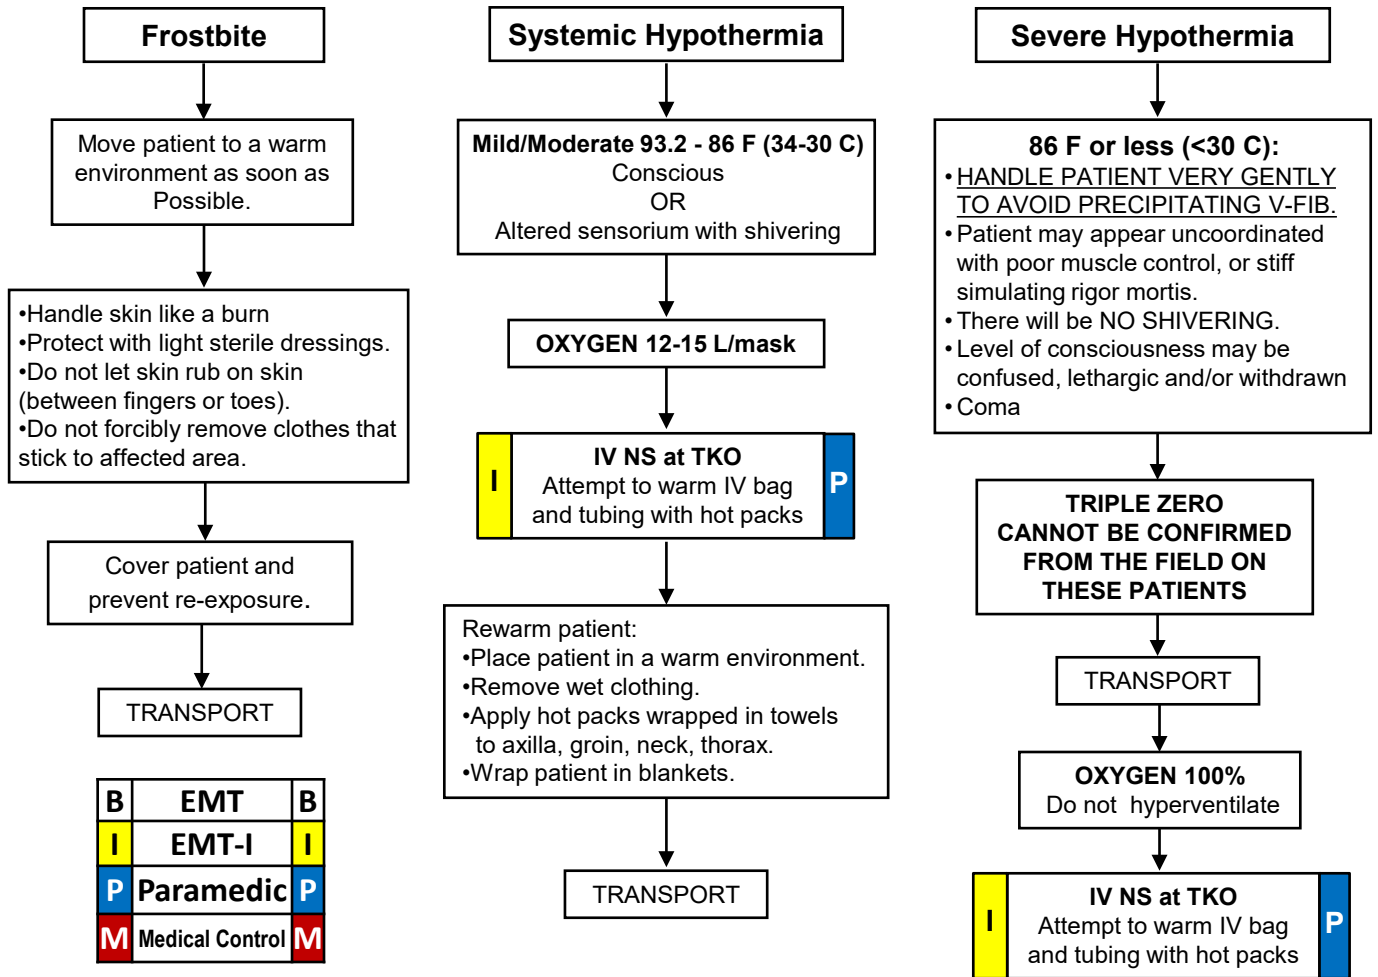 Frostbite
Move patient to a warm
environment as soon as
Possible.
•Handle skin like a burn
•Protect with light sterile dressings.
•Do not let skin rub on skin
(between fingers or toes).
•Do not forcibly remove clothes that
stick to affected area.
Cover patient and
prevent re-exposure.
TRANSPORT
B EMT B
I EMT-I I
P Paramedic P
M Medical Control M
Systemic Hypothermia
Mild/Moderate 93.2 - 86 F (34-30 C)
Conscious
OR
Altered sensorium with shivering
OXYGEN 12-15 L/mask
I
IV NS at TKO
Attempt to warm IV bag
and tubing with hot packs
P
Rewarm patient:
•Place patient in a warm environment.
•Remove wet clothing.
•Apply hot packs wrapped in towels
to axilla, groin, neck, thorax.
•Wrap patient in blankets.
TRANSPORT
Severe Hypothermia
86 F or less (<30 C):
•HANDLE PATIENT VERY GENTLY
TO AVOID PRECIPITATING V-FIB.
•Patient may appear uncoordinated
with poor muscle control, or stiff
simulating rigor mortis.
•There will be NO SHIVERING.
•Level of consciousness may be
confused, lethargic and/or withdrawn
•Coma
TRIPLE ZERO
CANNOT BE CONFIRMED
FROM THE FIELD ON
THESE PATIENTS
TRANSPORT
OXYGEN 100%
Do not hyperventilate
I
IV NS at TKO
Attempt to warm IV bag
and tubing with hot packs
P